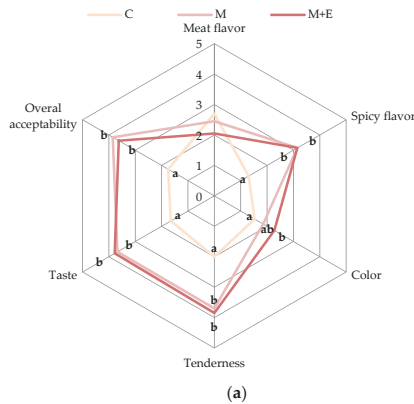 C M M+E
Meat flavor
5
4
3
2
1
0
Overal
acceptability
Spicy flavor
b
b
b
b
a
a
a
a
ab
b
b
b
Taste
Color
a
b
b
Tenderness
(a)